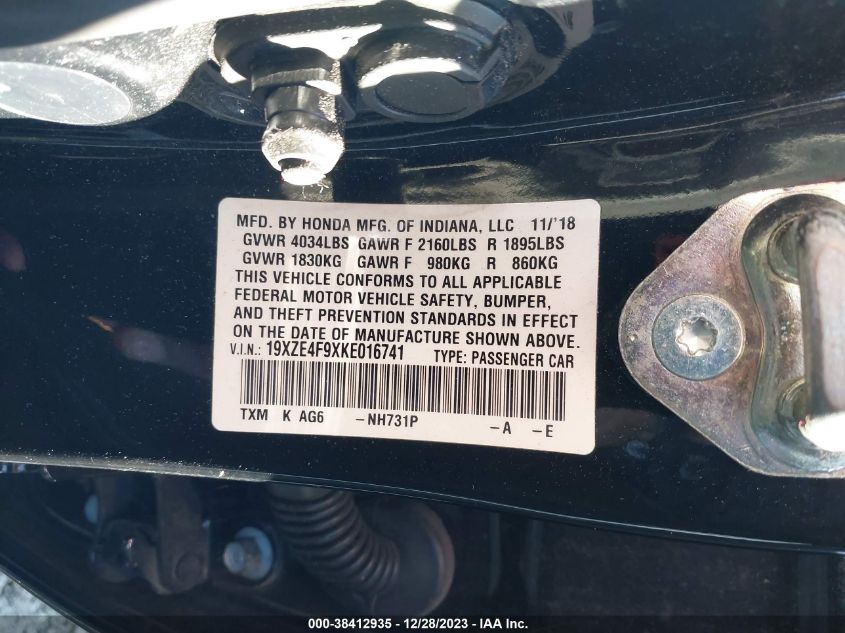 MFD. BY HONDA MFG. OF INDIANA, LLC 11/'18
GVWR 4034LBS GAWR F 2160LBS R 1895LBS
GVWR 1830KG GAWR F 980KG R 860KG
THIS VEHICLE CONFORMS TO ALL APPLICABLE
FEDERAL MOTOR VEHICLE SAFETY, BUMPER,
AND THEFT PREVENTION STANDARDS IN EFFECT
ON THE DATE OF MANUFACTURE SHOWN ABOVE.
V.I.N.: 19XZE4F9XKE016741 TYPE: PASSENGER CAR
TXM K AG6 -NH731P -A -E
000-38412935 - 12/28/2023 - IAA Inc.